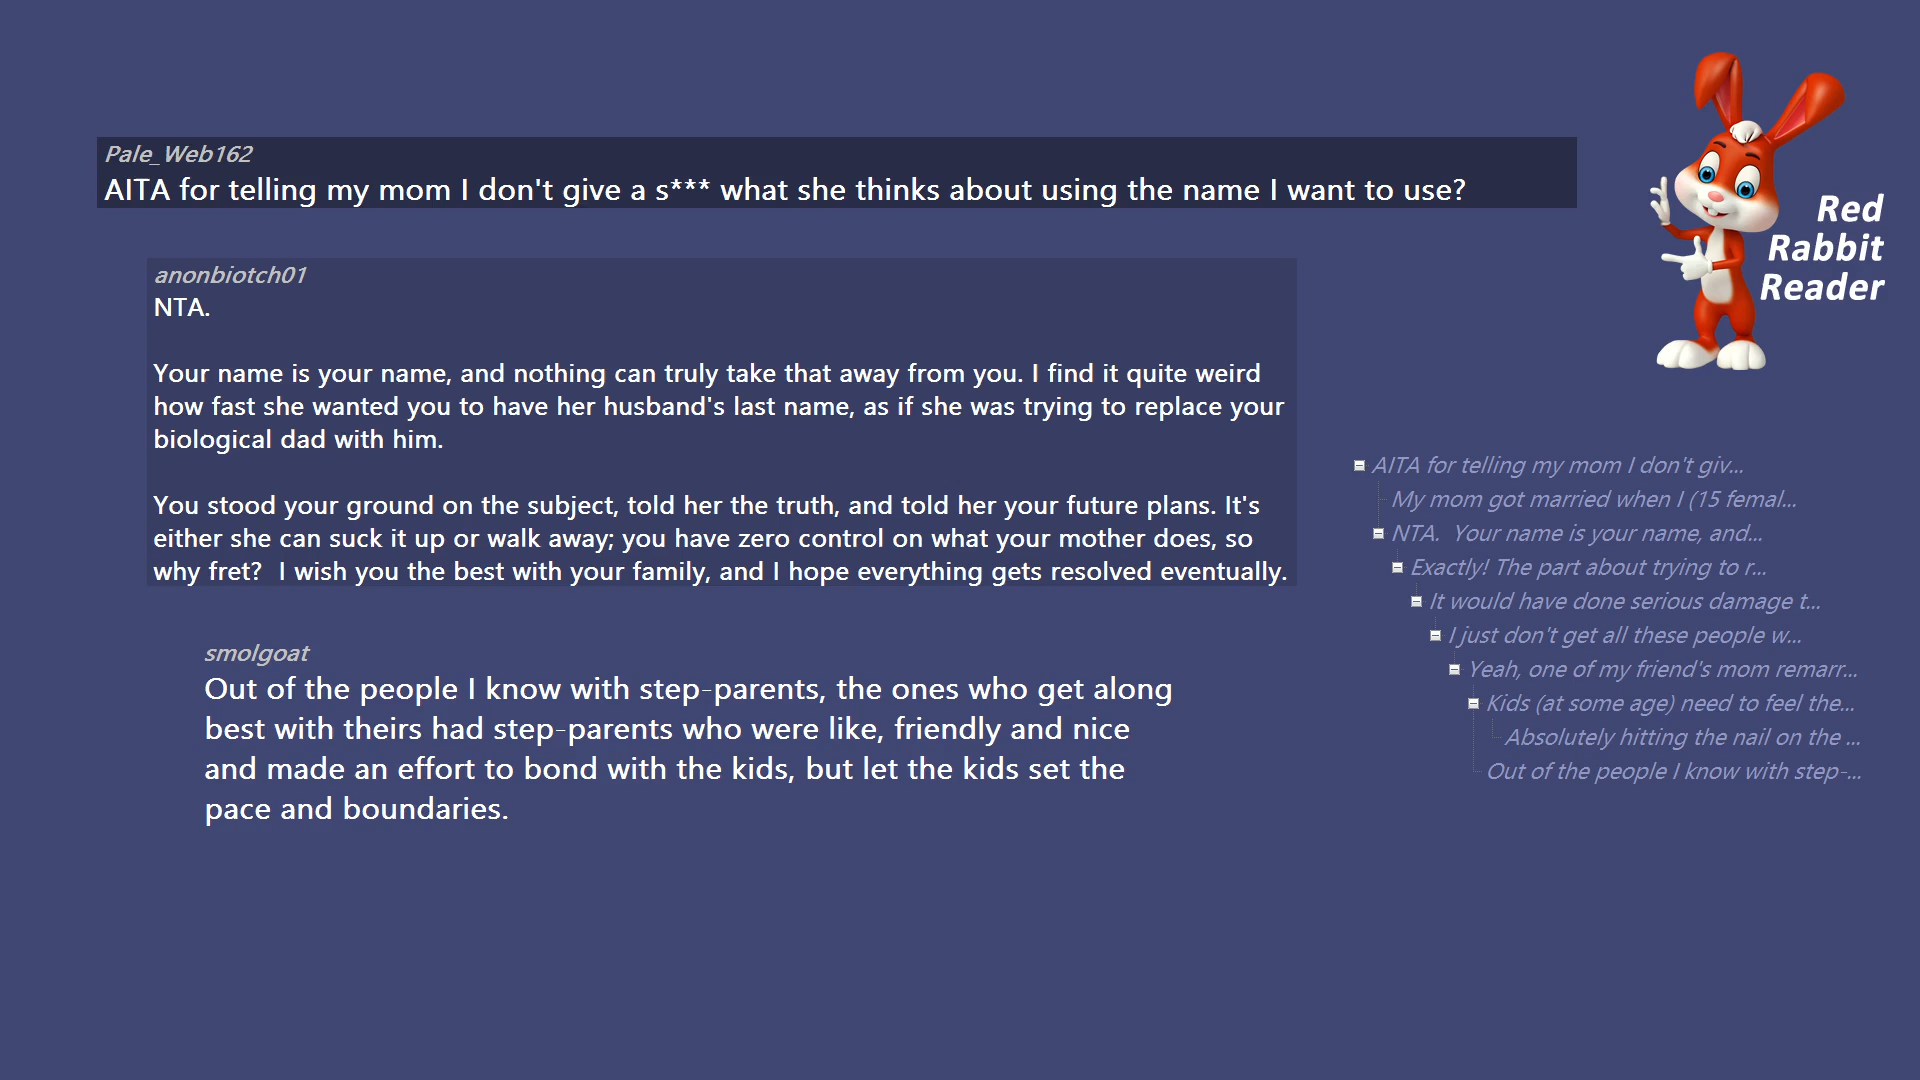 Pale_Web162
AITA for telling my mom I don't give a s*** what she thinks about using the name I want to use?
anonbiotch01
NTA.
Your name is your name, and nothing can truly take that away from you. I find it quite weird
how fast she wanted you to have her husband's last name, as if she was trying to replace your
biological dad with him.
You stood your ground on the subject, told her the truth, and told her your future plans. It's
either she can suck it up or walk away; you have zero control on what your mother does, so
why fret?  I wish you the best with your family, and I hope everything gets resolved eventually.
smolgoat
Out of the people I know with step-parents, the ones who get along
best with theirs had step-parents who were like, friendly and nice
and made an effort to bond with the kids, but let the kids set the
pace and boundaries.
Red
Rabbit
Reader
AITA for telling my mom I don't giv...
My mom got married when I (15 femal...
NTA.  Your name is your name, and...
Exactly! The part about trying to r...
It would have done serious damage t...
I just don't get all these people w...
Yeah, one of my friend's mom remarr...
Kids (at some age) need to feel the...
Absolutely hitting the nail on the ...
Out of the people I know with step-...